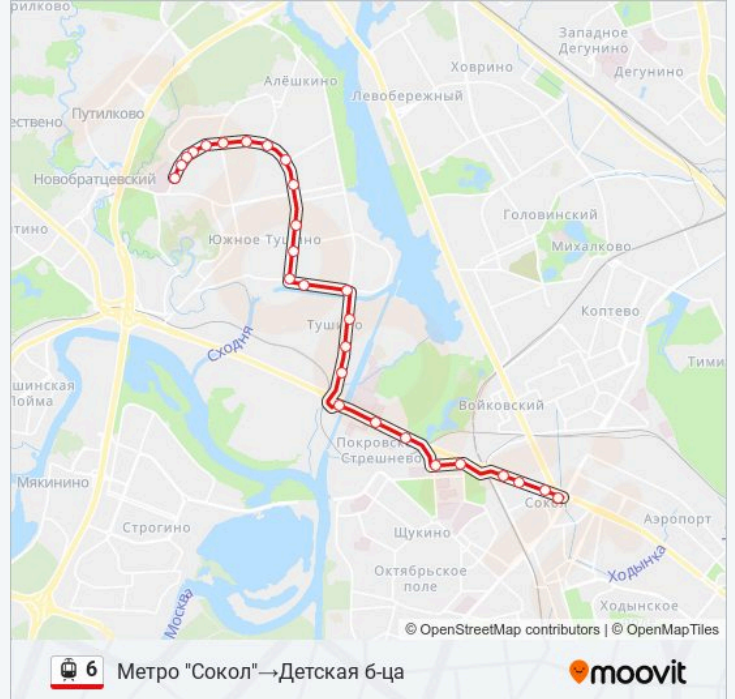 рилково
Западное
Дегунино
Ховрино
Алёшкино
Дегунино
Левобережный
Путилково
ествено
Новобратцевский
Головинский
тино
Южное Тушино
Михалково
Коптево
Тушино
Сходня
Тими
шинская
Пойма
Войковский
Покровское-
Стрешнево
Мякинино
Сокол
Аэропорт
Строгино
Щукино
Октябрьское
поле
Ходынка
Ходынское
Москва
© OpenStreetMap contributors | © OpenMapTiles
6 Метро "Сокол"→Детская б-ца
moovit